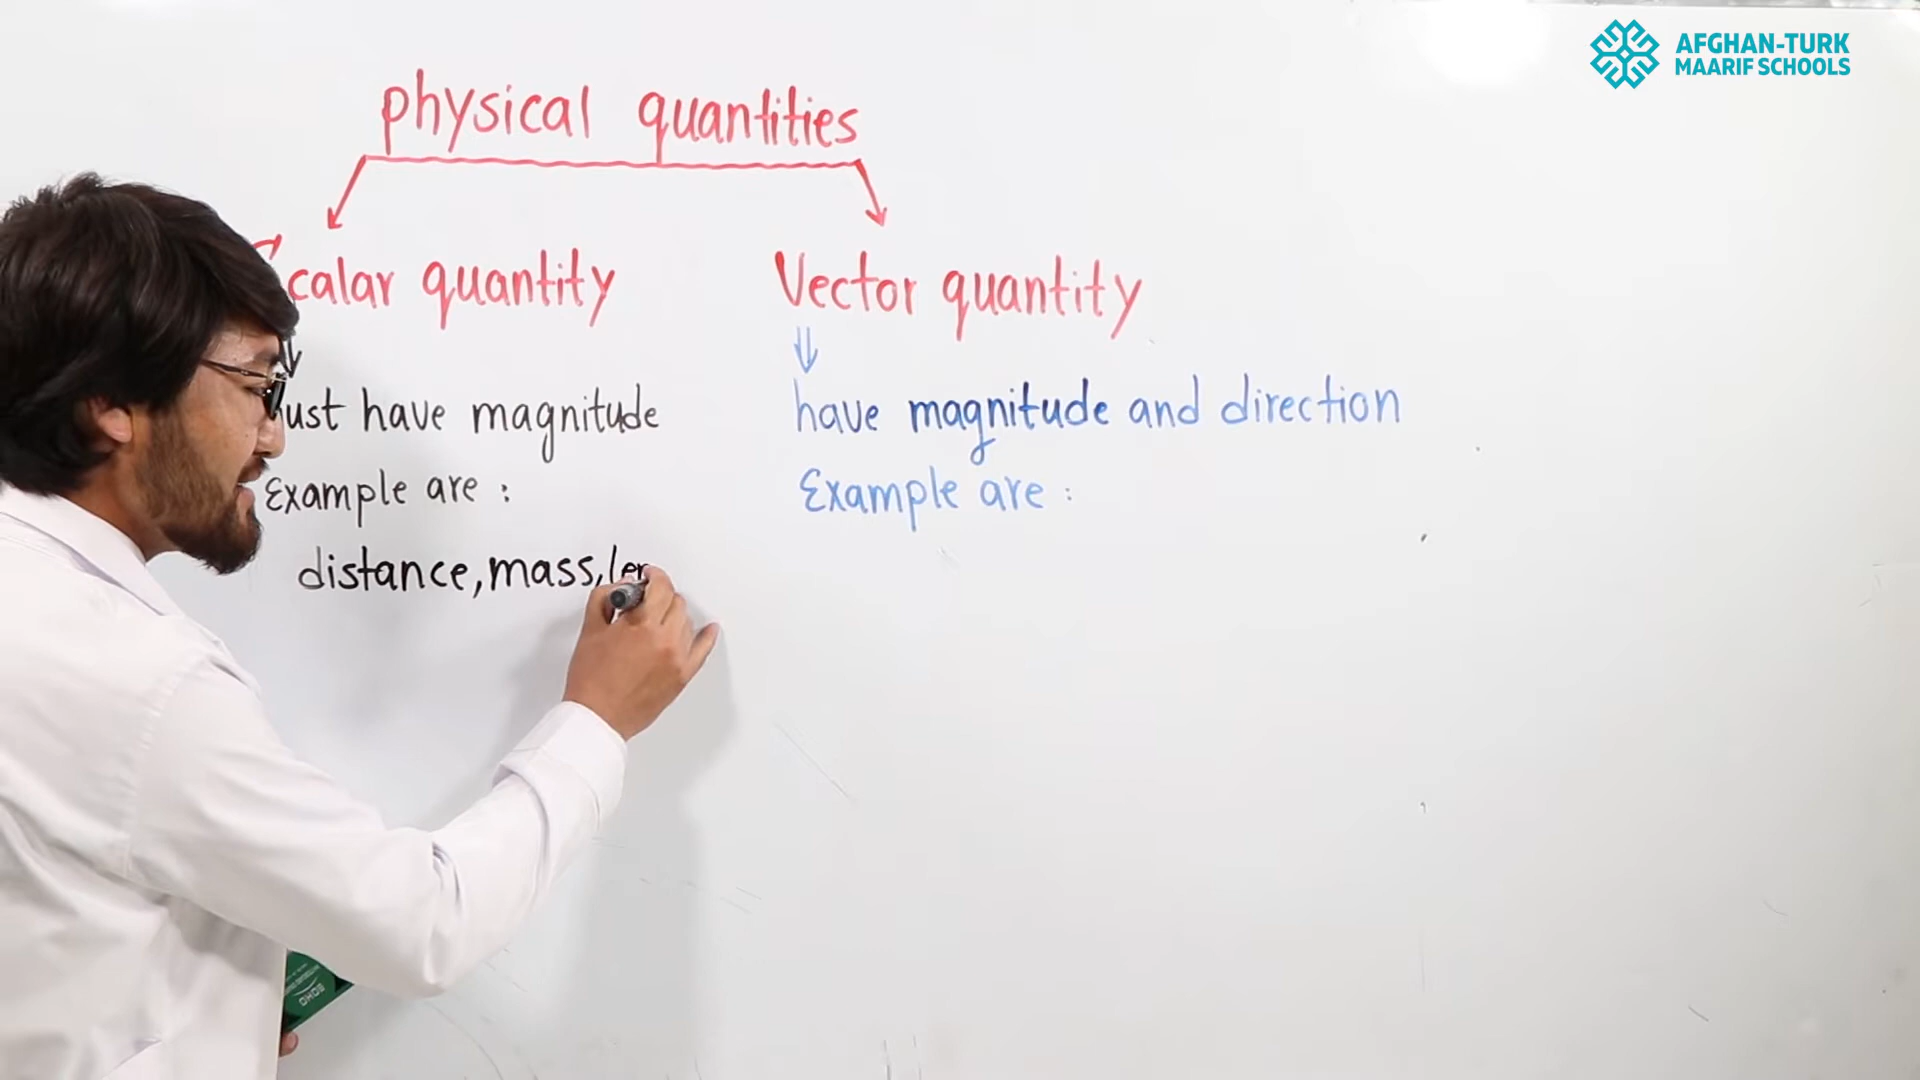 AFGHAN-TURK
MAARIF SCHOOLS
physical quantities
calar quantity
Vector quantity
ust have magnitude
have magnitude and direction
Example are :
Example are :
distance, mass, len